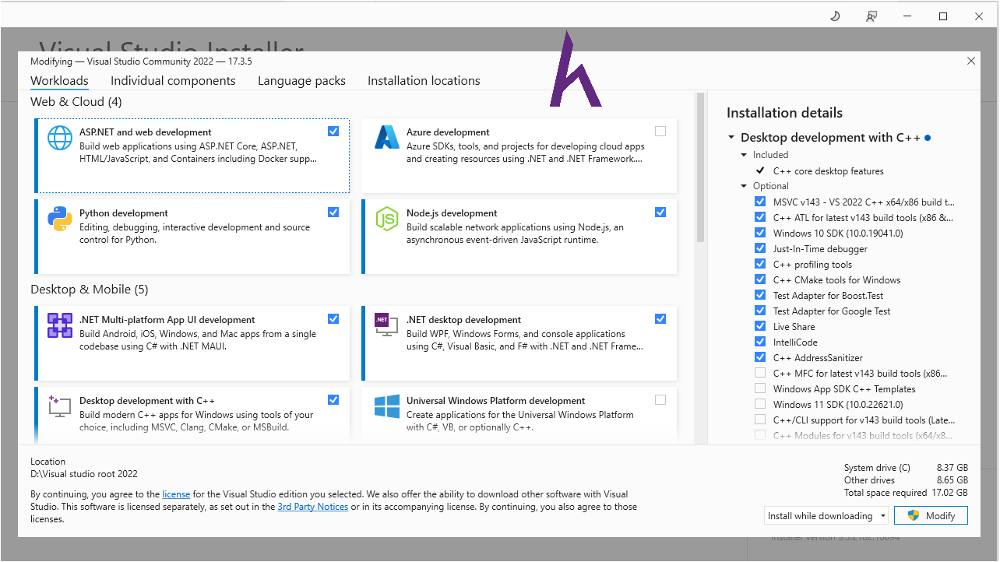 Visual Studio Installer
Modifying — Visual Studio Community 2022 — 17.3.5
Workloads Individual components Language packs Installation locations
Web & Cloud (4)
ASP.NET and web development
Build web applications using ASP.NET Core, ASP.NET,
HTML/JavaScript, and Containers including Docker supp...
Azure development
Azure SDKs, tools, and projects for developing cloud apps
and creating resources using .NET and .NET Framework....
Python development
Editing, debugging, interactive development and source
control for Python.
JS
Node.js development
Build scalable network applications using Node.js, an
asynchronous event-driven JavaScript runtime.
Desktop & Mobile (5)
.NET Multi-platform App UI development
Build Android, iOS, Windows, and Mac apps from a single
codebase using C# with .NET MAUI.
.NET
.NET desktop development
Build WPF, Windows Forms, and console applications
using C#, Visual Basic, and F# with .NET and .NET Frame...
Desktop development with C++
Build modern C++ apps for Windows using tools of your
choice, including MSVC, Clang, CMake, or MSBuild.
Universal Windows Platform development
Create applications for the Universal Windows Platform
with C#, VB, or optionally C++.
Installation details
Desktop development with C++
Included
C++ core desktop features
Optional
MSVC v143 - VS 2022 C++ x64/x86 build t...
C++ ATL for latest v143 build tools (x86 &...
Windows 10 SDK (10.0.19041.0)
Just-In-Time debugger
C++ profiling tools
C++ CMake tools for Windows
Test Adapter for Boost.Test
Test Adapter for Google Test
Live Share
IntelliCode
C++ AddressSanitizer
C++ MFC for latest v143 build tools (x86...
Windows App SDK C++ Templates
Windows 11 SDK (10.0.22621.0)
C++/CLI support for v143 build tools (Late...
C++ Modules for v143 build tools (x64/x8...
Location
D:\Visual studio root 2022
By continuing, you agree to the license for the Visual Studio edition you selected. We also offer the ability to download other software with Visual
Studio. This software is licensed separately, as set out in the 3rd Party Notices or in its accompanying license. By continuing, you also agree to those
licenses.
System drive (C) 8.37 GB
Other drives 8.65 GB
Total space required 17.02 GB
Install while downloading
Modify